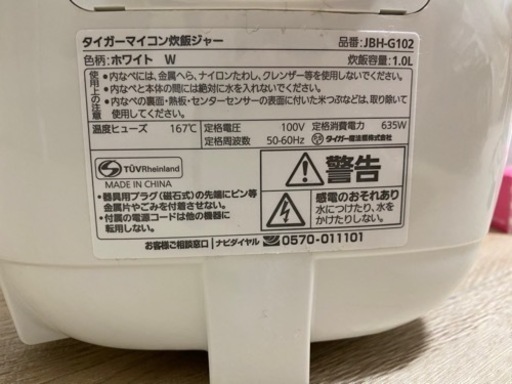 タイガーマイコン炊飯ジャー 品番:JBH-G102
色柄:ホワイト W 炊飯容量:1.0L
使用上の注意
・内なべには、金属へら、ナイロンたわし、クレンザー等を使用しないでください。
・内なべと本体の間には絶対に水を入れないでください。
・内なべの裏面・熱板・センターセンサーの表面に付いた米つぶなどは、取り除いて
使用してください。
温度ヒューズ 167℃ 定格電圧 100V 定格消費電力 635W
定格周波数 50-60Hz タイガー魔法瓶株式会社
TÜVRheinland
MADE IN CHINA
・器具用プラグ(磁石式)の先端にピン等
金属片やごみを付着させない。
・付属の電源コードは他の機器に
転用しない。
警告
感電のおそれあり
水につけたり、水を
かけたりしない。
お客様ご相談窓口 ナビダイヤル 0570-011101